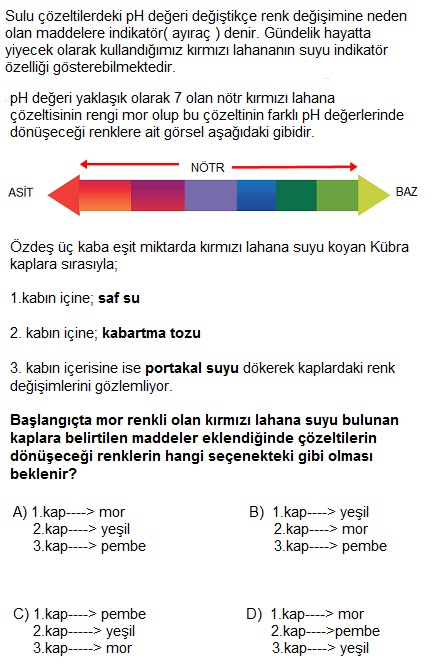 Sulu çözeltilerdeki pH değeri değiştikçe renk değişimine neden
olan maddelere indikatör( ayıraç ) denir. Gündelik hayatta
yiyecek olarak kullandığımız kırmızı lahananın suyu indikatör
özelliği gösterebilmektedir.
pH değeri yaklaşık olarak 7 olan nötr kırmızı lahana
çözeltisinin rengi mor olup bu çözeltinin farklı pH değerlerinde
dönüşeceği renklere ait görsel aşağıdaki gibidir.
NÖTR
ASİT BAZ
Özdeş üç kaba eşit miktarda kırmızı lahana suyu koyan Kübra
kaplara sırasıyla;
1.kabın içine; saf su
2. kabın içine; kabartma tozu
3. kabın içerisine ise portakal suyu dökerek kaplardaki renk
değişimlerini gözlemliyor.
Başlangıçta mor renkli olan kırmızı lahana suyu bulunan
kaplara belirtilen maddeler eklendiğinde çözeltilerin
dönüşeceği renklerin hangi seçenekteki gibi olması
beklenir?
A) 1.kap----> mor
2.kap----> yeşil
3.kap----> pembe
B) 1.kap----> yeşil
2.kap----> mor
3.kap----> pembe
C) 1.kap----> pembe
2.kap-----> yeşil
3.kap-----> mor
D) 1.kap----> mor
2.kap---->pembe
3.kap----> yeşil